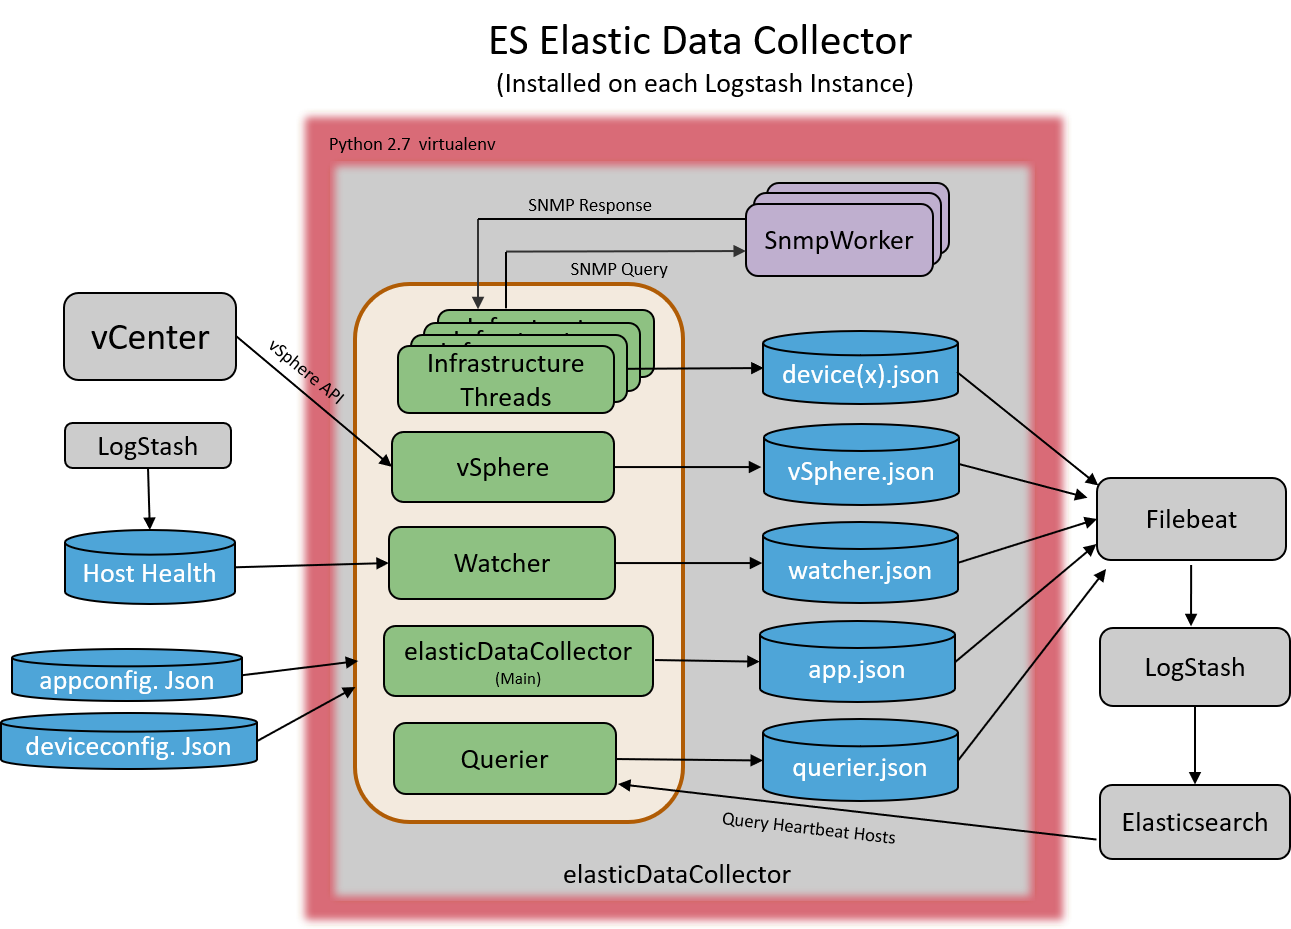 ES Elastic Data Collector
(Installed on each Logstash Instance)
Python 2.7 virtualenv
SNMP Response
SnmpWorker
SNMP Query
vCenter
vSphere API
Infrastructure
Threads
device(x).json
LogStash
vSphere
vSphere.json
Filebeat
Host Health
Watcher
watcher.json
elasticDataCollector
(Main)
app.json
LogStash
appconfig. Json
deviceconfig. Json
Querier
querier.json
Query Heartbeat Hosts
Elasticsearch
elasticDataCollector